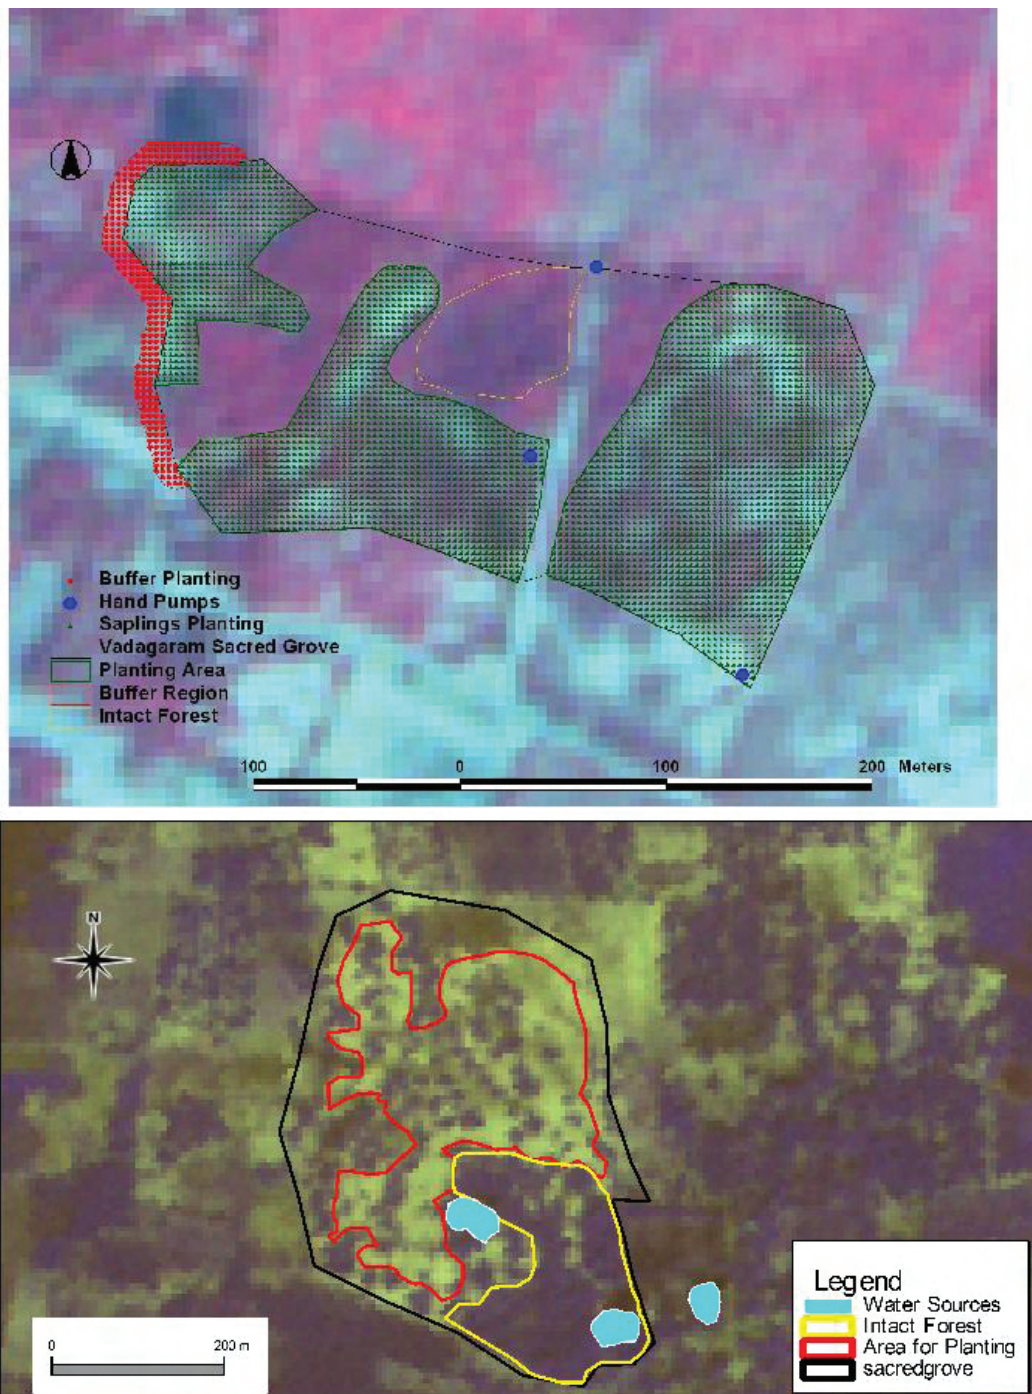 Buffer Planting
Hand Pumps
Saplings Planting
Vadagaram Sacred Grove
Planting Area
Buffer Region
Intact Forest
100 0 100 200 Meters
N
Legend
Water Sources
Intact Forest
Area for Planting
sacredgrove
0 200 m